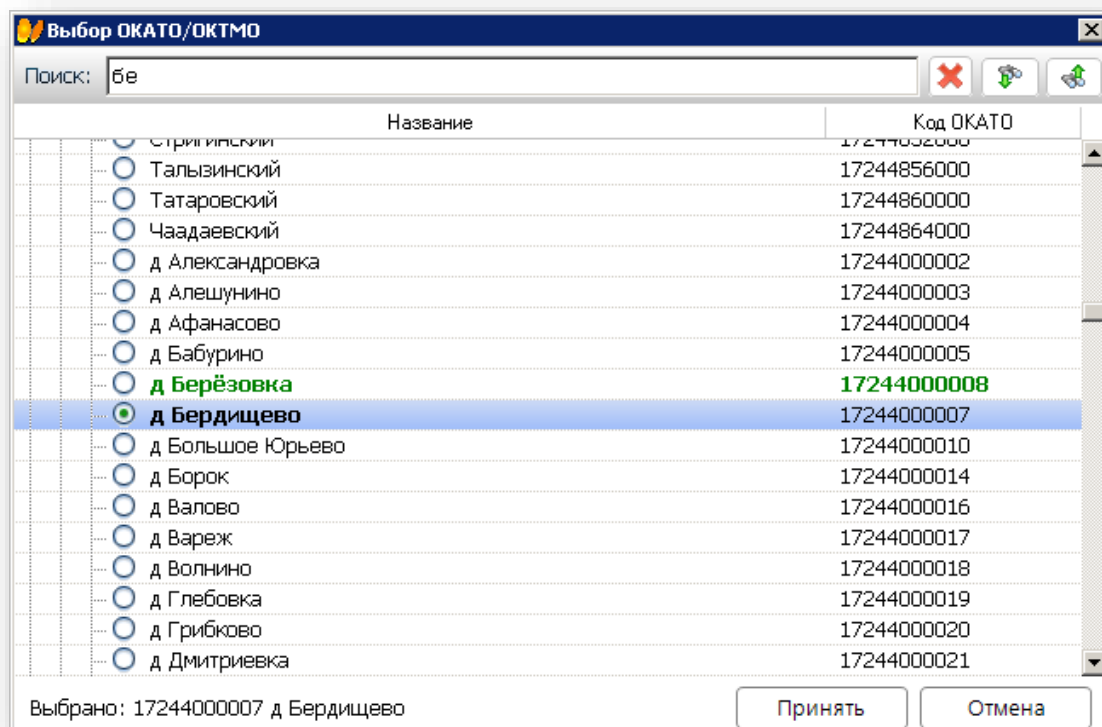 Выбор ОКАТО/ОКТМО
Поиск: бе
Название Код ОКАТО
Стригинский 17244852000
Талызинский 17244856000
Татаровский 17244860000
Чаадаевский 17244864000
д Александровка 17244000002
д Алешунино 17244000003
д Афанасово 17244000004
д Бабурино 17244000005
д Берёзовка 17244000008
д Бердищево 17244000007
д Большое Юрьево 17244000010
д Борок 17244000014
д Валово 17244000016
д Вареж 17244000017
д Волнино 17244000018
д Глебовка 17244000019
д Грибково 17244000020
д Дмитриевка 17244000021
Выбрано: 17244000007 д Бердищево Принять Отмена